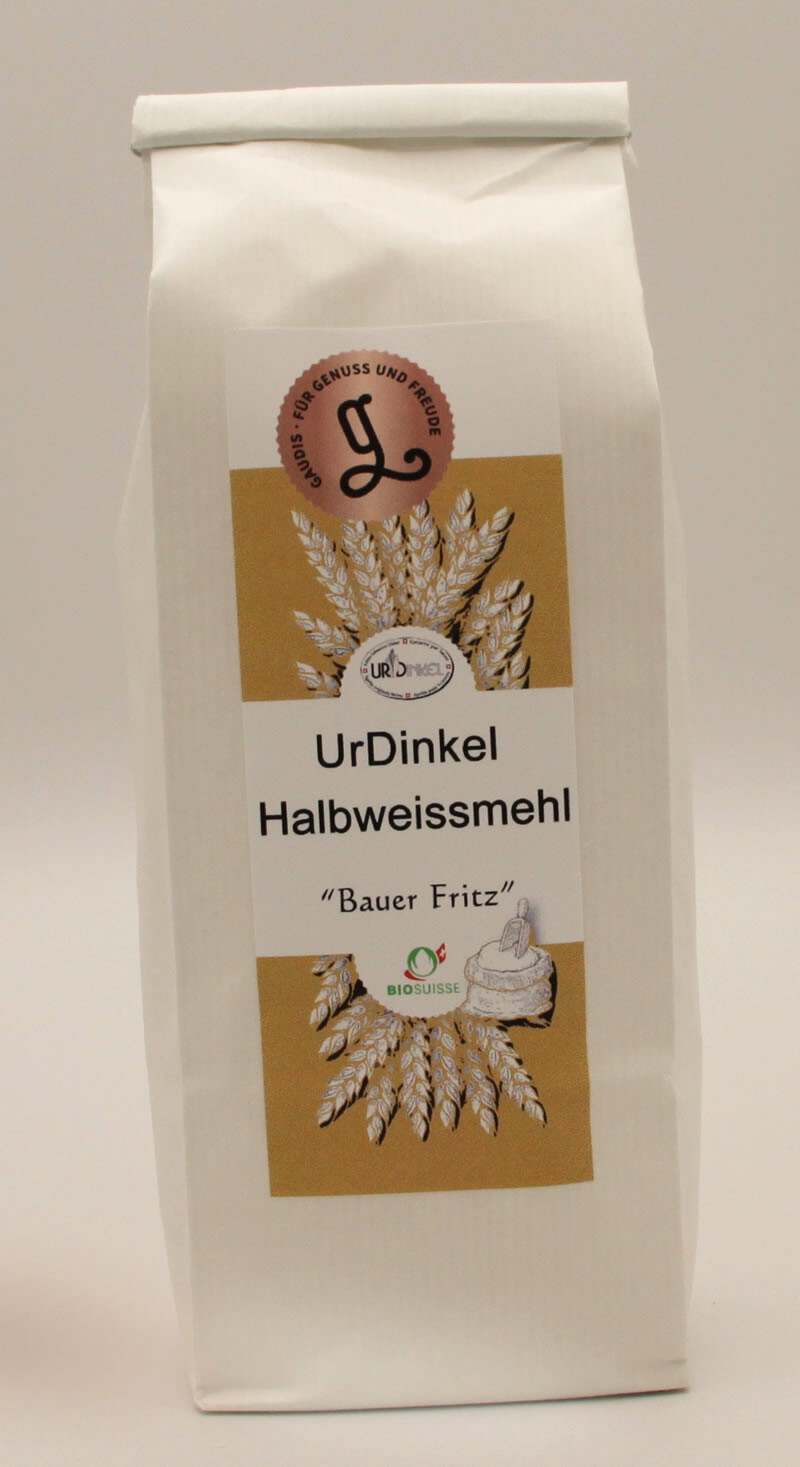 GAUDIS · FÜR GENUSS UND FREUDE
g
URDINKEL
UrDinkel
Halbweissmehl
"Bauer Fritz"
BIOSUISSE